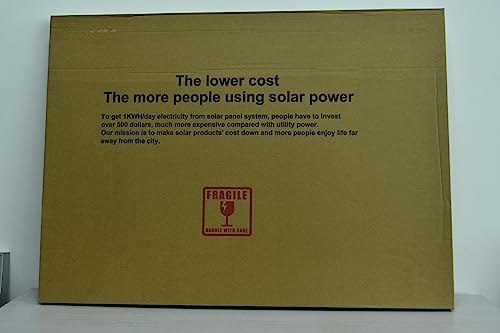 The lower cost
The more people using solar power
To get 1KWH/day electricity from solar panel system, people have to invest
over 500 dollars, much more expensive compared with utility power.
Our mission is to make solar products' cost down and more people enjoy life far
away from the city.
FRAGILE
HANDLE WITH CARE